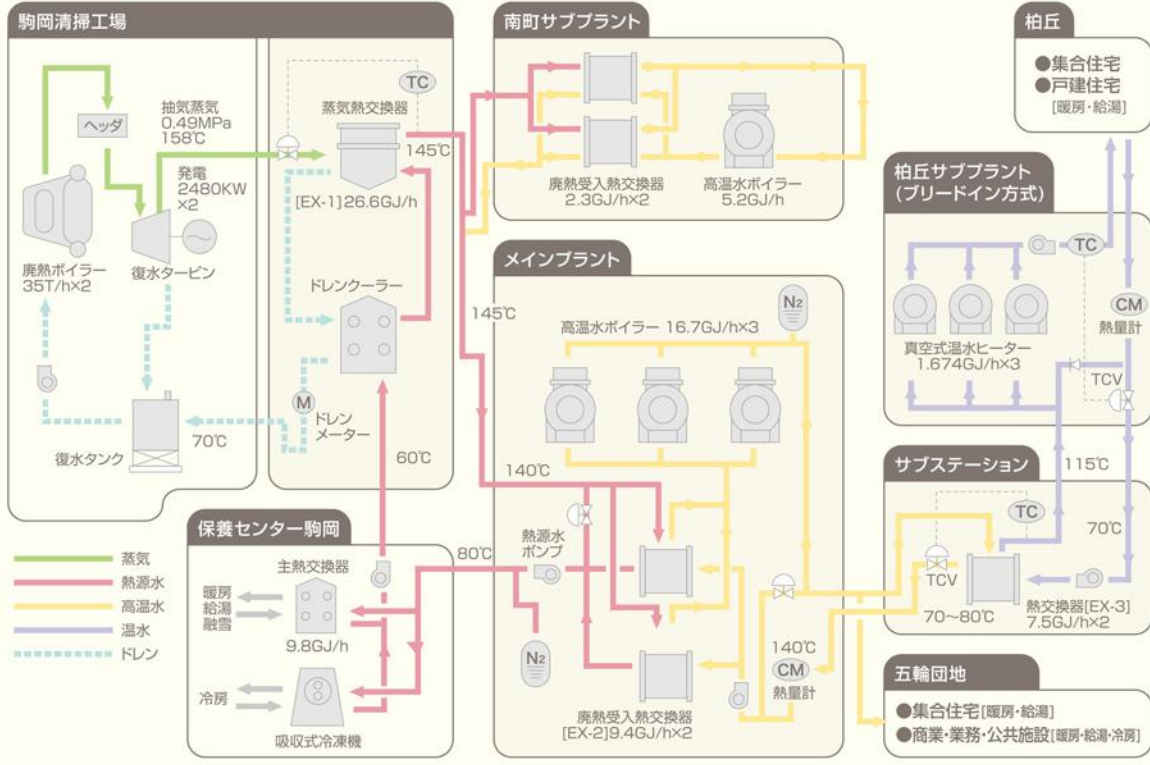 駒岡清掃工場
ヘッダ
抽気蒸気
0.49MPa
158℃
発電
2480KW
×2
廃熱ボイラー
35T/h×2
復水タービン
復水タンク
70℃
TC
蒸気熱交換器
145℃
[EX-1]26.6GJ/h
ドレンクーラー
M
ドレン
メーター
60℃
南町サブプラント
廃熱受入熱交換器
2.3GJ/h×2
高温水ボイラー
5.2GJ/h
メインプラント
145℃
N2
高温水ボイラー 16.7GJ/h×3
140℃
熱源水
ポンプ
80℃
N2
140℃
CM
熱量計
廃熱受入熱交換器
[EX-2]9.4GJ/h×2
柏丘
●集合住宅
●戸建住宅
[暖房・給湯]
柏丘サブプラント
(ブリードイン方式)
TC
CM
熱量計
真空式温水ヒーター
1.674GJ/h×3
TCV
サブステーション
115℃
TC
70℃
TCV
70〜80℃
熱交換器[EX-3]
7.5GJ/h×2
五輪団地
●集合住宅[暖房・給湯]
●商業・業務・公共施設[暖房・給湯・冷房]
保養センター駒岡
主熱交換器
暖房
給湯
融雪
9.8GJ/h
冷房
吸収式冷凍機
蒸気
熱源水
高温水
温水
ドレン